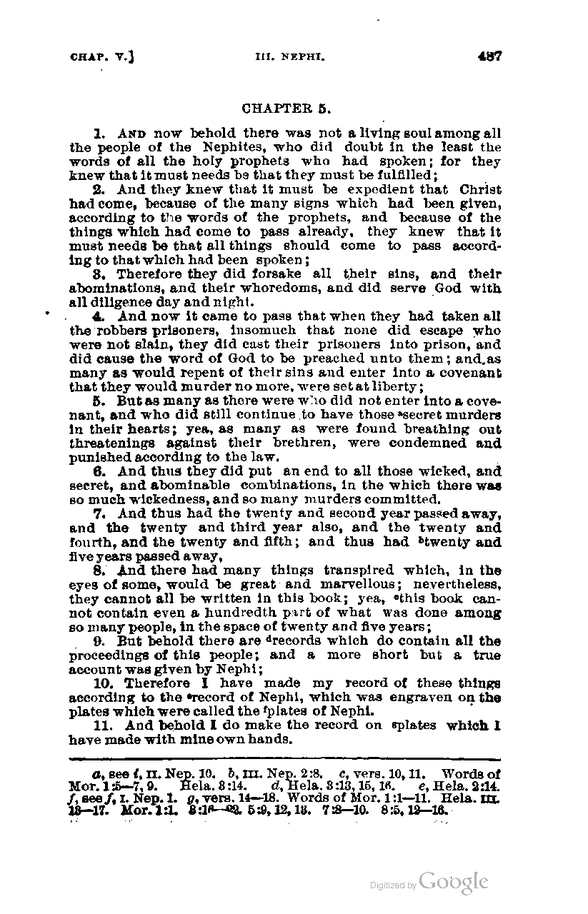 CHAP. V.] III. NEPHI. 487
CHAPTER 5.
1. AND now behold there was not a living soul among all
the people of the Nephites, who did doubt in the least the
words of all the holy prophets who had spoken; for they
knew that it must needs be that they must be fulfilled;
2. And they knew that it must be expedient that Christ
had come, because of the many signs which had been given,
according to the words of the prophets, and because of the
things which had come to pass already, they knew that it
must needs be that all things should come to pass accord-
ing to that which had been spoken;
3. Therefore they did forsake all their sins, and their
abominations, and their whoredoms, and did serve God with
all diligence day and night.
4. And now it came to pass that when they had taken all
the robbers prisoners, insomuch that none did escape who
were not slain, they did cast their prisoners into prison, and
did cause the word of God to be preached unto them; and as
many as would repent of their sins and enter into a covenant
that they would murder no more, were set at liberty;
5. But as many as there were who did not enter into a cove-
nant, and who did still continue to have those ᵃsecret murders
in their hearts; yea, as many as were found breathing out
threatenings against their brethren, were condemned and
punished according to the law.
6. And thus they did put an end to all those wicked, and
secret, and abominable combinations, in the which there was
so much wickedness, and so many murders committed.
7. And thus had the twenty and second year passed away,
and the twenty and third year also, and the twenty and
fourth, and the twenty and fifth; and thus had ᵇtwenty and
five years passed away,
8. And there had many things transpired which, in the
eyes of some, would be great and marvellous; nevertheless,
they cannot all be written in this book; yea, ᶜthis book can-
not contain even a hundredth part of what was done among
so many people, in the space of twenty and five years;
9. But behold there are ᵈrecords which do contain all the
proceedings of this people; and a more short but a true
account was given by Nephi;
10. Therefore I have made my record of these things
according to the ᵉrecord of Nephi, which was engraven on the
plates which were called the ᶠplates of Nephi.
11. And behold I do make the record on ᵍplates which I
have made with mine own hands.
a, see i, II. Nep. 10. b, III. Nep. 2:8. c, vers. 10, 11. Words of
Mor. 1:5—7, 9. Hela. 3:14. d, Hela. 3:13, 15, 16. e, Hela. 2:14.
f, see f, I. Nep. 1. g, vers. 14—18. Words of Mor. 1:1—11. Hela. III.
13—17. Mor. 1:1. 5:9, 12, 13. 7:8—10. 8:5, 12—16.
Digitized by Google